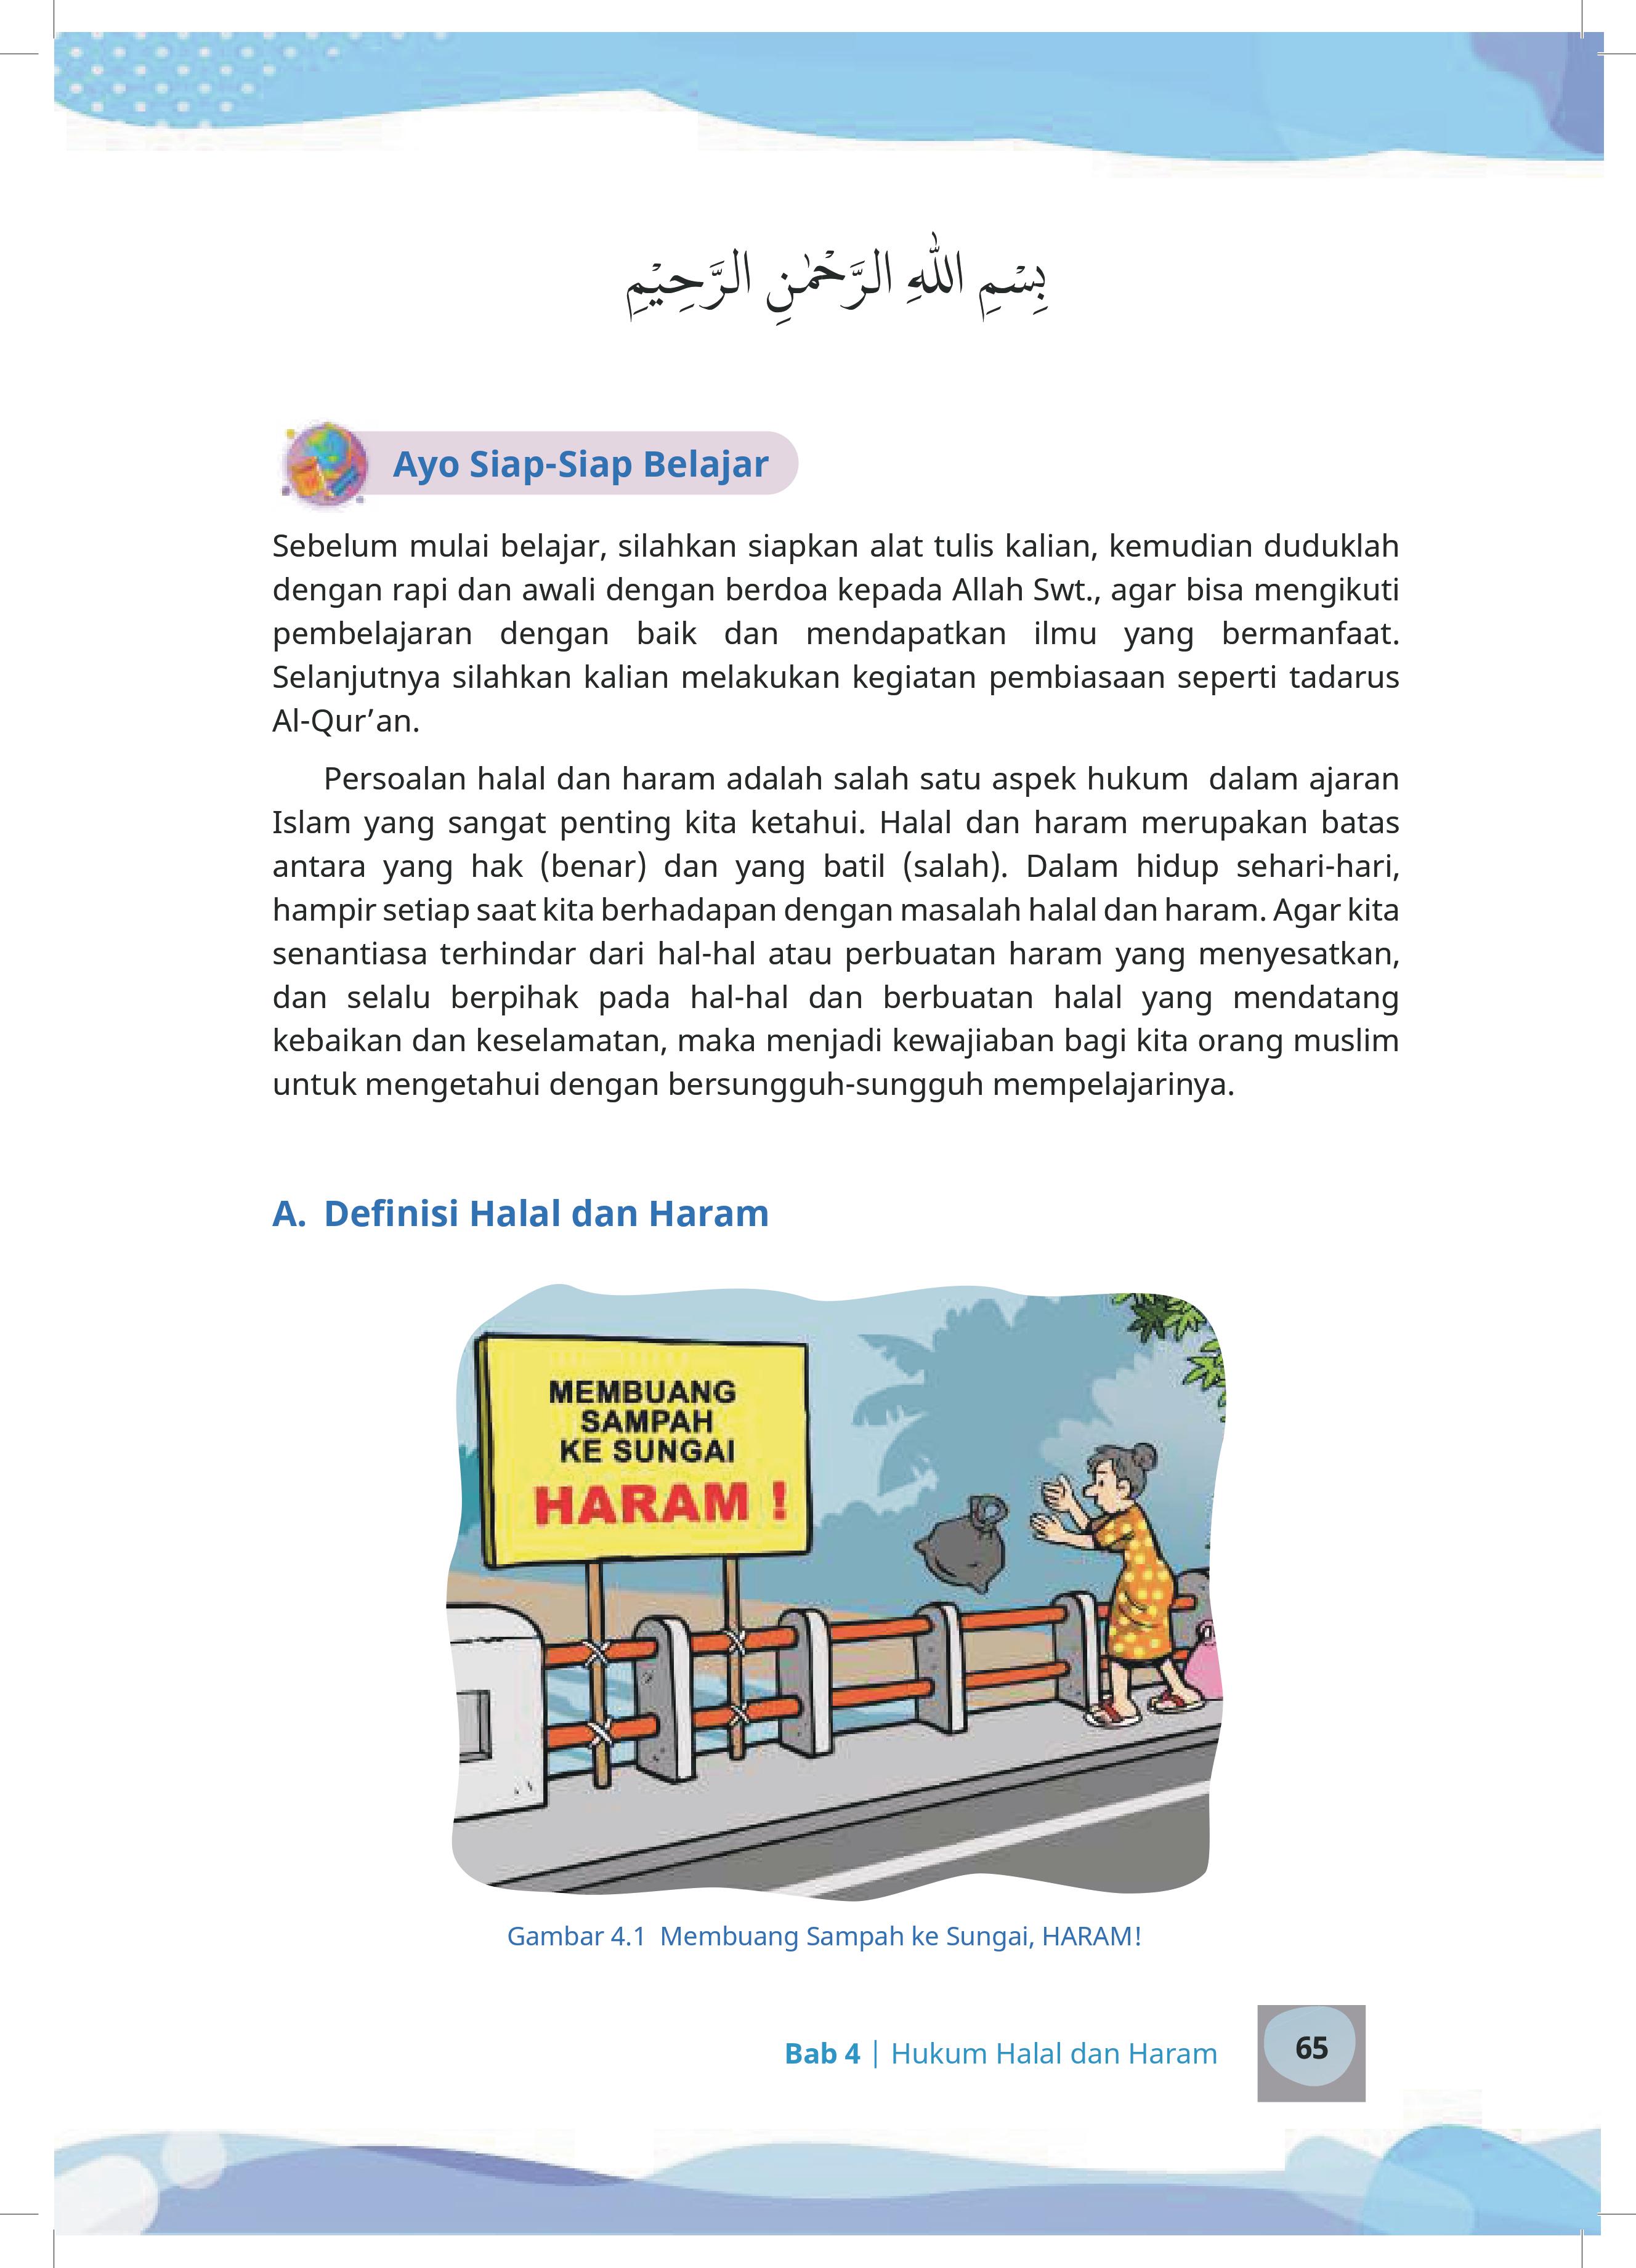 بِسْمِ اللّٰهِ الرَّحْمٰنِ الرَّحِيْمِ
Ayo Siap-Siap Belajar
Sebelum mulai belajar, silahkan siapkan alat tulis kalian, kemudian duduklah
dengan rapi dan awali dengan berdoa kepada Allah Swt., agar bisa mengikuti
pembelajaran dengan baik dan mendapatkan ilmu yang bermanfaat.
Selanjutnya silahkan kalian melakukan kegiatan pembiasaan seperti tadarus
Al-Qur’an.
Persoalan halal dan haram adalah salah satu aspek hukum dalam ajaran
Islam yang sangat penting kita ketahui. Halal dan haram merupakan batas
antara yang hak (benar) dan yang batil (salah). Dalam hidup sehari-hari,
hampir setiap saat kita berhadapan dengan masalah halal dan haram. Agar kita
senantiasa terhindar dari hal-hal atau perbuatan haram yang menyesatkan,
dan selalu berpihak pada hal-hal dan berbuatan halal yang mendatang
kebaikan dan keselamatan, maka menjadi kewajiaban bagi kita orang muslim
untuk mengetahui dengan bersungguh-sungguh mempelajarinya.
A. Definisi Halal dan Haram
MEMBUANG
SAMPAH
KE SUNGAI
HARAM !
Gambar 4.1 Membuang Sampah ke Sungai, HARAM!
Bab 4 | Hukum Halal dan Haram
65